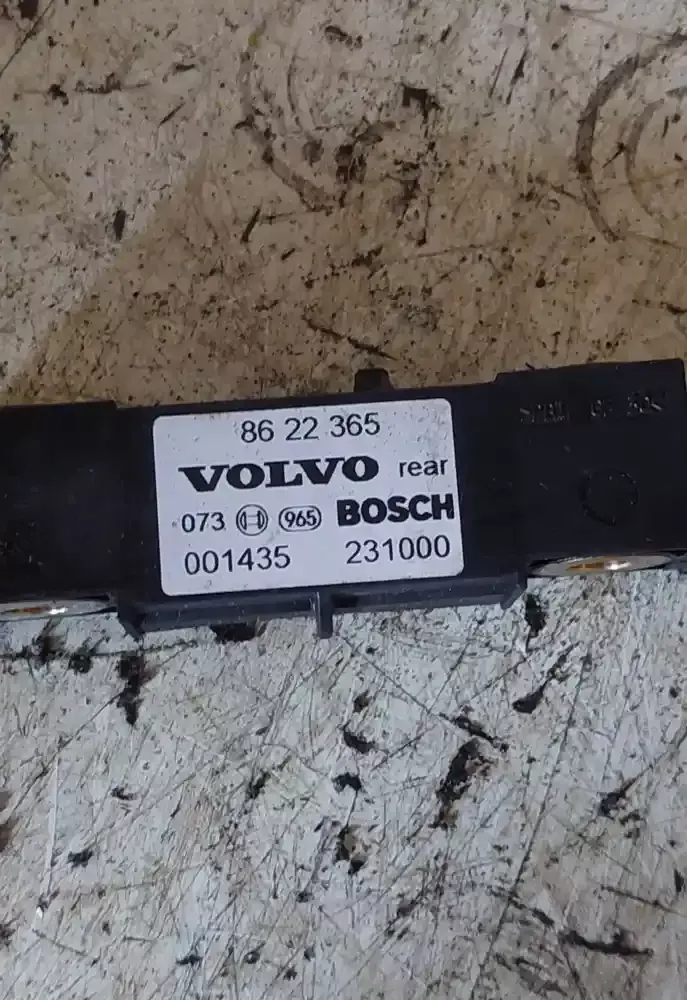 86 22 365
VOLVO rear
073 965 BOSCH
001435 231000